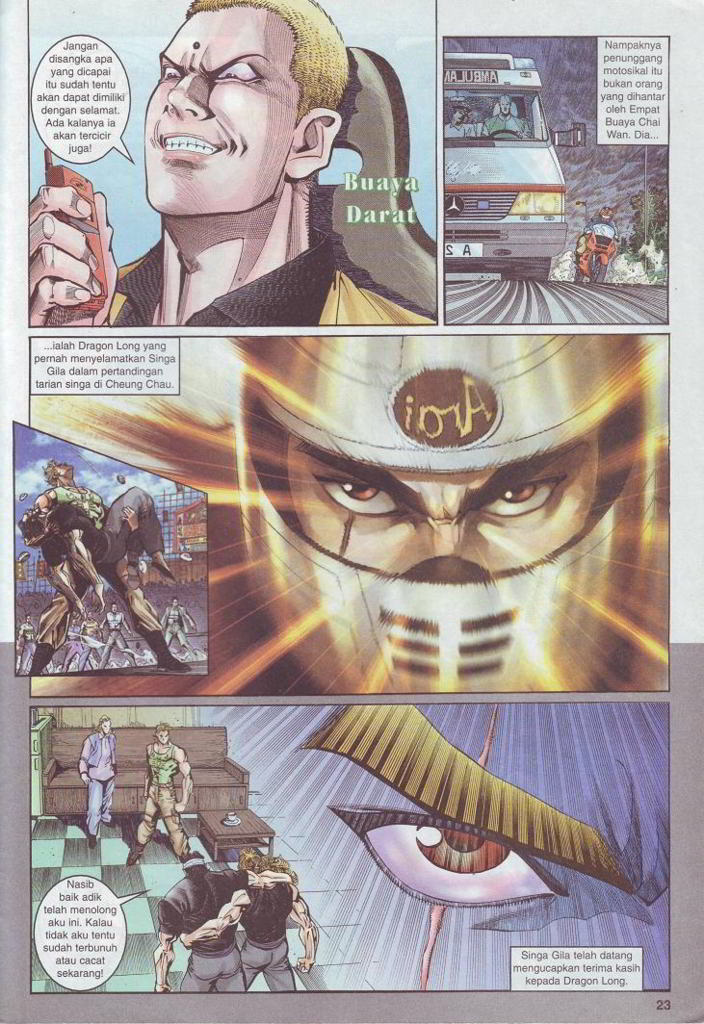 Jangan
disangka apa
yang dicapai
itu sudah tentu
akan dapat dimiliki
dengan selamat.
Ada kalanya ia
akan tercicir
juga!
Buaya
Darat
AMBULAN
A 2
Nampaknya
penunggang
motosikal itu
bukan orang
yang dihantar
oleh Empat
Buaya Chai
Wan. Dia...
...ialah Dragon Long yang
pernah menyelamatkan Singa
Gila dalam pertandingan
tarian singa di Cheung Chau.
Arai
Nasib
baik adik
telah menolong
aku ini. Kalau
tidak aku tentu
sudah terbunuh
atau cacat
sekarang!
Singa Gila telah datang
mengucapkan terima kasih
kepada Dragon Long.
23